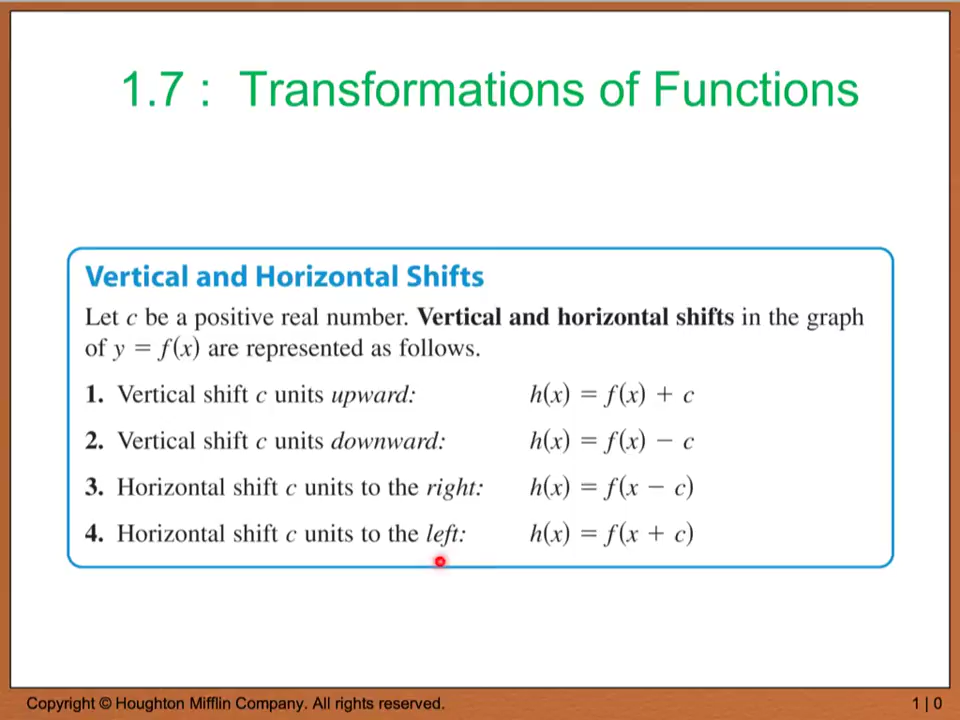 1.7 : Transformations of Functions
Vertical and Horizontal Shifts
Let c be a positive real number. Vertical and horizontal shifts in the graph
of y = f(x) are represented as follows.
1. Vertical shift c units upward: h(x) = f(x) + c
2. Vertical shift c units downward: h(x) = f(x) − c
3. Horizontal shift c units to the right: h(x) = f(x − c)
4. Horizontal shift c units to the left: h(x) = f(x + c)
Copyright © Houghton Mifflin Company. All rights reserved. 1 | 0